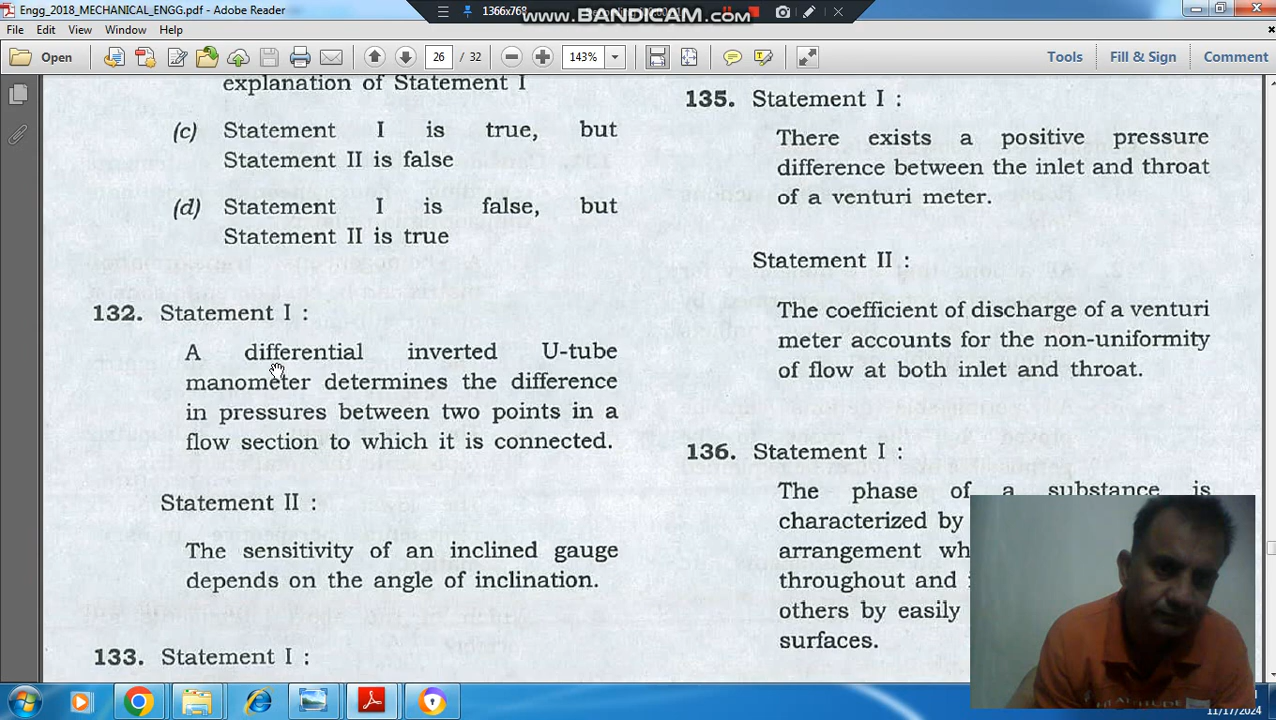 Engg_2018_MECHANICAL_ENGG.pdf - Adobe Reader
1366x768
www.BANDICAM.com
File Edit View Window Help
Open
26 / 32
143%
Tools Fill & Sign Comment
explanation of Statement I
(c) Statement I is true, but
Statement II is false
(d) Statement I is false, but
Statement II is true
132. Statement I :
A differential inverted U-tube
manometer determines the difference
in pressures between two points in a
flow section to which it is connected.
Statement II :
The sensitivity of an inclined gauge
depends on the angle of inclination.
133. Statement I :
135. Statement I :
There exists a positive pressure
difference between the inlet and throat
of a venturi meter.
Statement II :
The coefficient of discharge of a venturi
meter accounts for the non-uniformity
of flow at both inlet and throat.
136. Statement I :
The phase of a substance is
characterized by
arrangement
throughout and
others by easily
surfaces.
11/17/2024